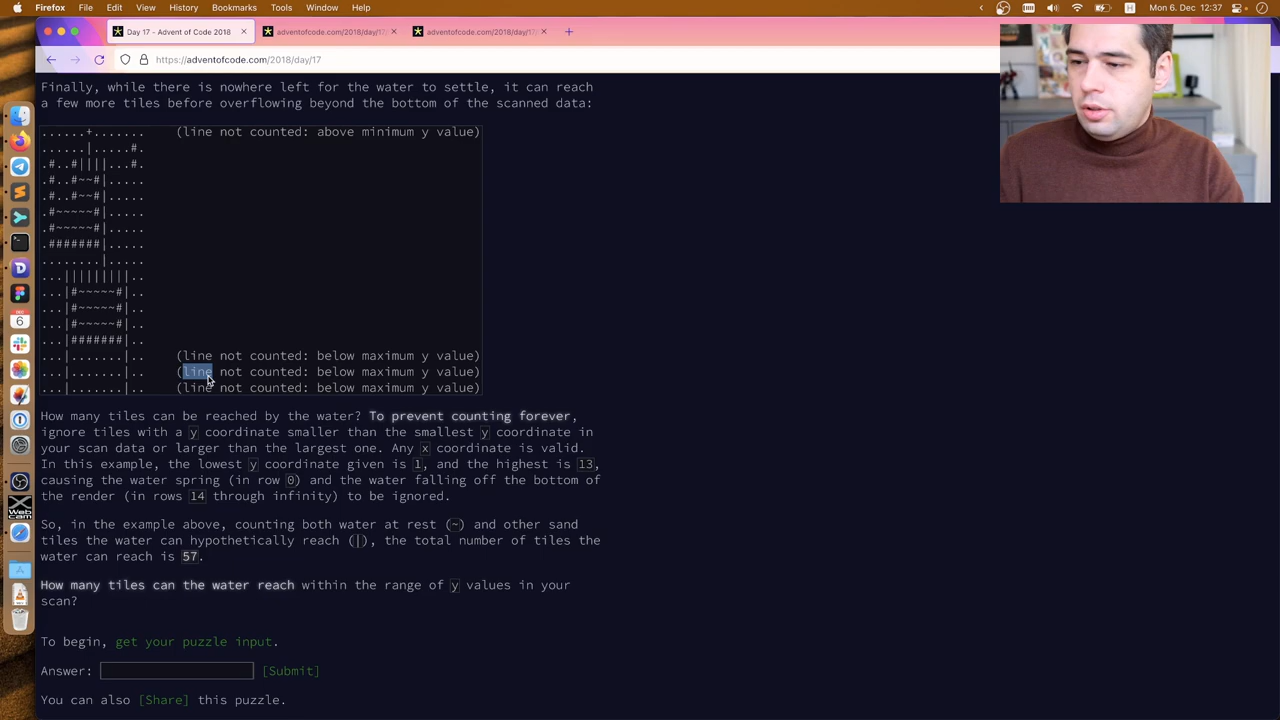 Firefox File Edit View History Bookmarks Tools Window Help Mon 6. Dec 12:37
Day 17 - Advent of Code 2018 adventofcode.com/2018/day/17/ adventofcode.com/2018/day/17/
https://adventofcode.com/2018/day/17
Finally, while there is nowhere left for the water to settle, it can reach
a few more tiles before overflowing beyond the bottom of the scanned data:
......+....... (line not counted: above minimum y value)
......|.....#.
.#..#||||...#.
.#..#~~#|.....
.#..#~~#|.....
.#~~~~~#|.....
.#~~~~~#|.....
.#######|.....
........|.....
...|||||||||..
...|#~~~~~#|..
...|#~~~~~#|..
...|#~~~~~#|..
...|#######|..
...|.......|.. (line not counted: below maximum y value)
...|.......|.. (line not counted: below maximum y value)
...|.......|.. (line not counted: below maximum y value)
How many tiles can be reached by the water? To prevent counting forever,
ignore tiles with a y coordinate smaller than the smallest y coordinate in
your scan data or larger than the largest one. Any x coordinate is valid.
In this example, the lowest y coordinate given is 1, and the highest is 13,
causing the water spring (in row 0) and the water falling off the bottom of
the render (in rows 14 through infinity) to be ignored.
So, in the example above, counting both water at rest (~) and other sand
tiles the water can hypothetically reach (|), the total number of tiles the
water can reach is 57.
How many tiles can the water reach within the range of y values in your
scan?
To begin, get your puzzle input.
Answer: [Submit]
You can also [Share] this puzzle.